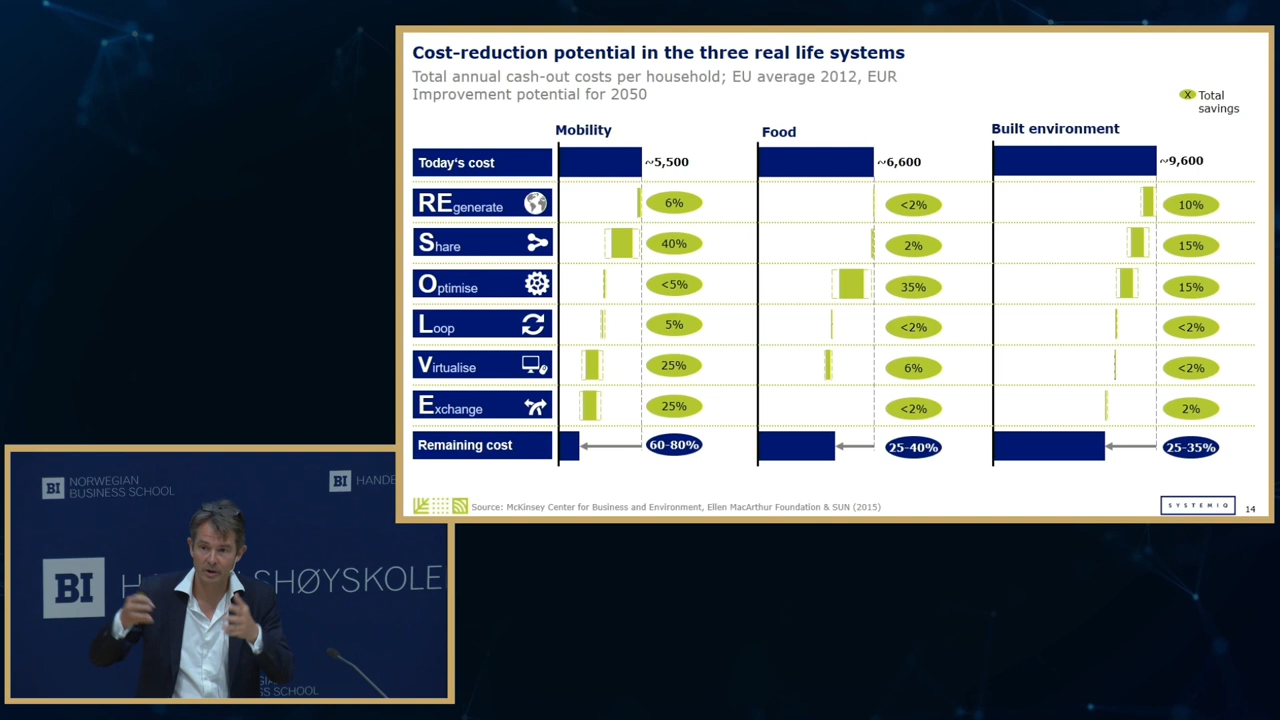 Cost-reduction potential in the three real life systems
Total annual cash-out costs per household; EU average 2012, EUR
Improvement potential for 2050
X Total
savings
Mobility Food Built environment
Today‘s cost ~5,500 ~6,600 ~9,600
REgenerate 6% <2% 10%
Share 40% 2% 15%
Optimise <5% 35% 15%
Loop 5% <2% <2%
Virtualise 25% 6% <2%
Exchange 25% <2% 2%
Remaining cost 60-80% 25-40% 25-35%
Source: McKinsey Center for Business and Environment, Ellen MacArthur Foundation & SUN (2015)
SYSTEMIQ 14
BI NORWEGIAN
BUSINESS SCHOOL
BI HANDE
BI H SHØYSKOLE
SS SCHOOL